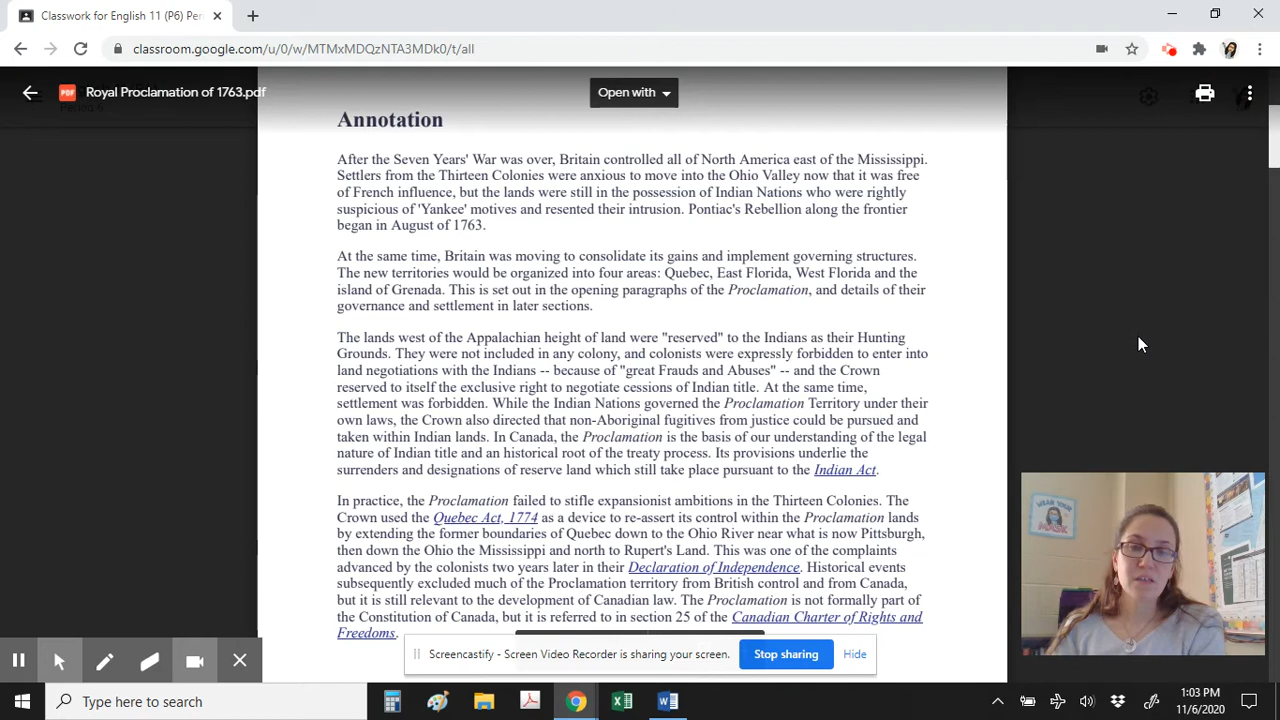 Classwork for English 11 (P6) Per
classroom.google.com/u/0/w/MTMxMDQzNTA3MDk0/t/all
Royal Proclamation of 1763.pdf
Open with
Annotation
After the Seven Years' War was over, Britain controlled all of North America east of the Mississippi.
Settlers from the Thirteen Colonies were anxious to move into the Ohio Valley now that it was free
of French influence, but the lands were still in the possession of Indian Nations who were rightly
suspicious of 'Yankee' motives and resented their intrusion. Pontiac's Rebellion along the frontier
began in August of 1763.
At the same time, Britain was moving to consolidate its gains and implement governing structures.
The new territories would be organized into four areas: Quebec, East Florida, West Florida and the
island of Grenada. This is set out in the opening paragraphs of the Proclamation, and details of their
governance and settlement in later sections.
The lands west of the Appalachian height of land were "reserved" to the Indians as their Hunting
Grounds. They were not included in any colony, and colonists were expressly forbidden to enter into
land negotiations with the Indians -- because of "great Frauds and Abuses" -- and the Crown
reserved to itself the exclusive right to negotiate cessions of Indian title. At the same time,
settlement was forbidden. While the Indian Nations governed the Proclamation Territory under their
own laws, the Crown also directed that non-Aboriginal fugitives from justice could be pursued and
taken within Indian lands. In Canada, the Proclamation is the basis of our understanding of the legal
nature of Indian title and an historical root of the treaty process. Its provisions underlie the
surrenders and designations of reserve land which still take place pursuant to the Indian Act.
In practice, the Proclamation failed to stifle expansionist ambitions in the Thirteen Colonies. The
Crown used the Quebec Act, 1774 as a device to re-assert its control within the Proclamation lands
by extending the former boundaries of Quebec down to the Ohio River near what is now Pittsburgh,
then down the Ohio the Mississippi and north to Rupert's Land. This was one of the complaints
advanced by the colonists two years later in their Declaration of Independence. Historical events
subsequently excluded much of the Proclamation territory from British control and from Canada,
but it is still relevant to the development of Canadian law. The Proclamation is not formally part of
the Constitution of Canada, but it is referred to in section 25 of the Canadian Charter of Rights and
Freedoms.
Screencastify - Screen Video Recorder is sharing your screen.
Stop sharing
Hide
Type here to search
1:03 PM
11/6/2020